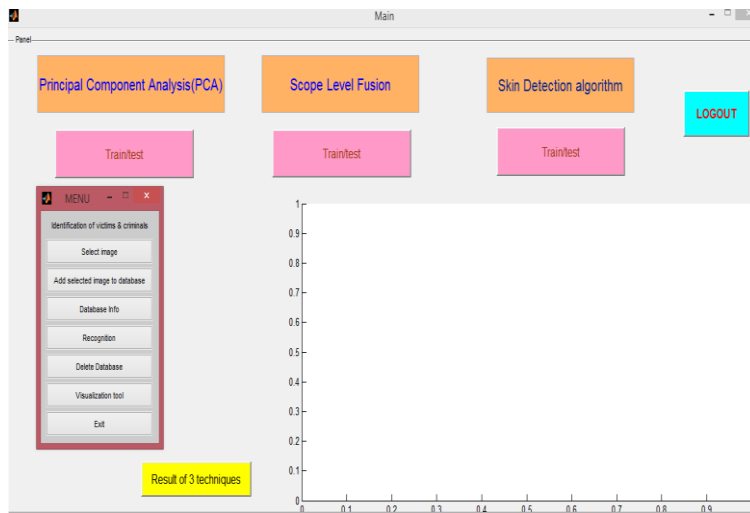 Main
Panel
Principal Component Analysis(PCA)
Scope Level Fusion
Skin Detection algorithm
LOGOUT
Train/test
Train/test
Train/test
MENU
Identification of victims & criminals
Select image
Add selected image to database
Database Info
Recognition
Delete Database
Visualization tool
Exit
Result of 3 techniques
1
0.9
0.8
0.7
0.6
0.5
0.4
0.3
0.2
0.1
0
0 0.1 0.2 0.3 0.4 0.5 0.6 0.7 0.8 0.9